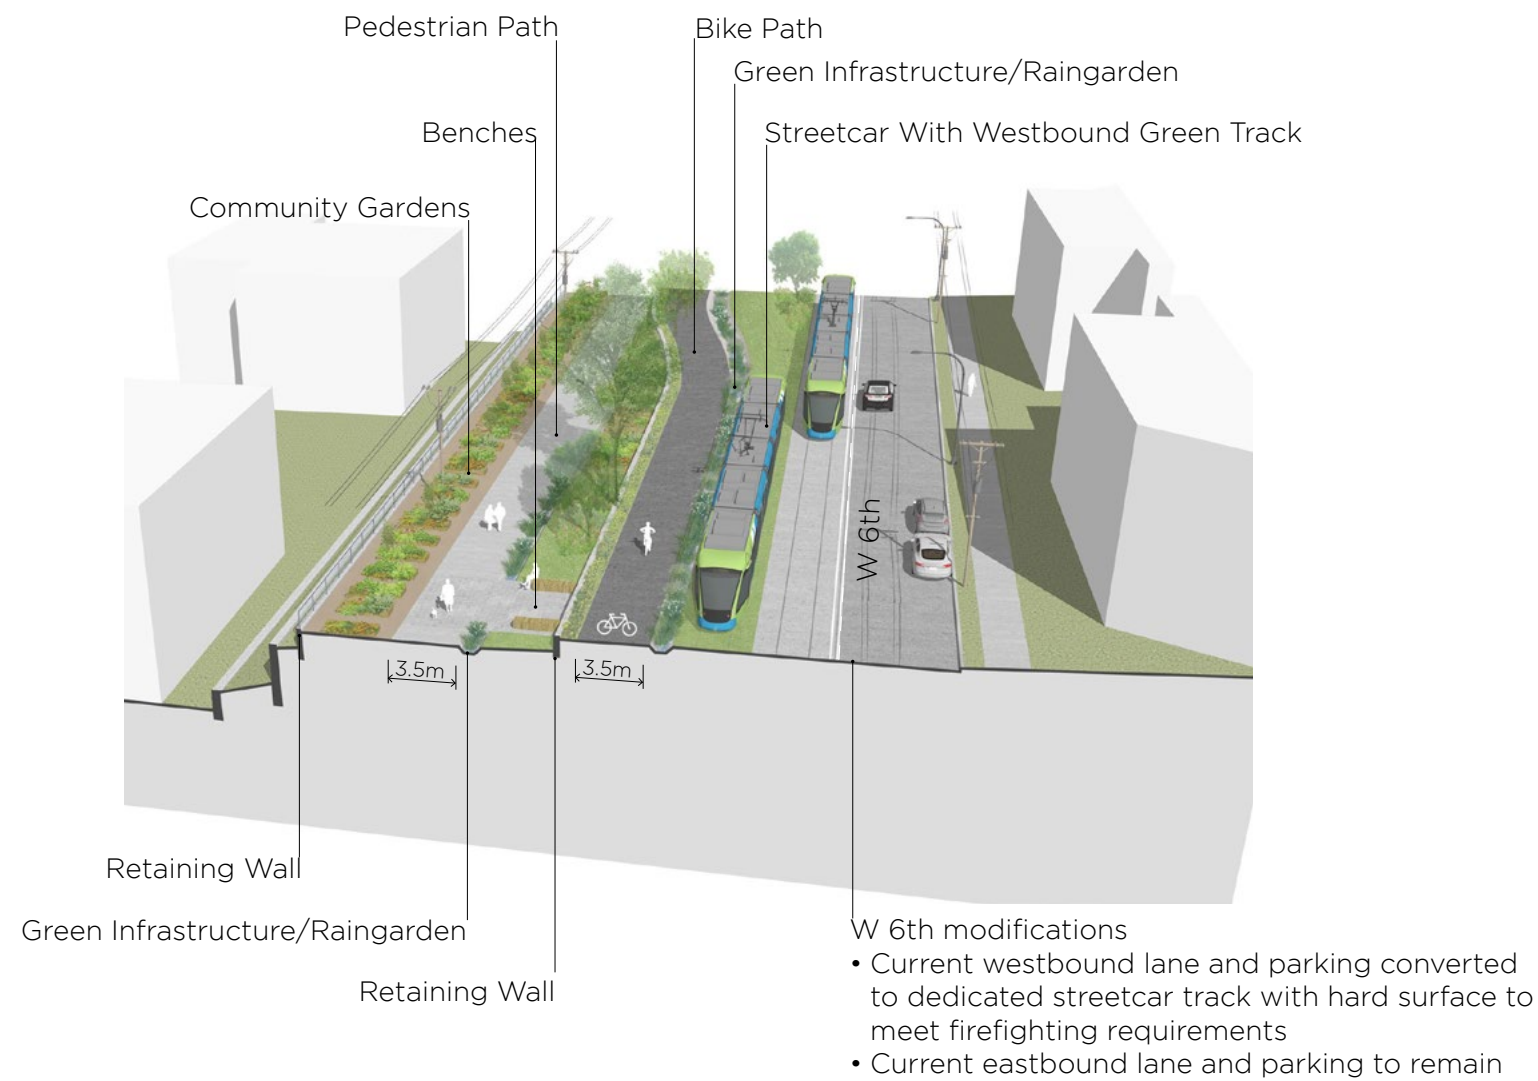 Pedestrian Path
Bike Path
Green Infrastructure/Raingarden
Benches
Streetcar With Westbound Green Track
Community Gardens
W 6th
3.5m
3.5m
Retaining Wall
Green Infrastructure/Raingarden
Retaining Wall
W 6th modifications
• Current westbound lane and parking converted
to dedicated streetcar track with hard surface to
meet firefighting requirements
• Current eastbound lane and parking to remain